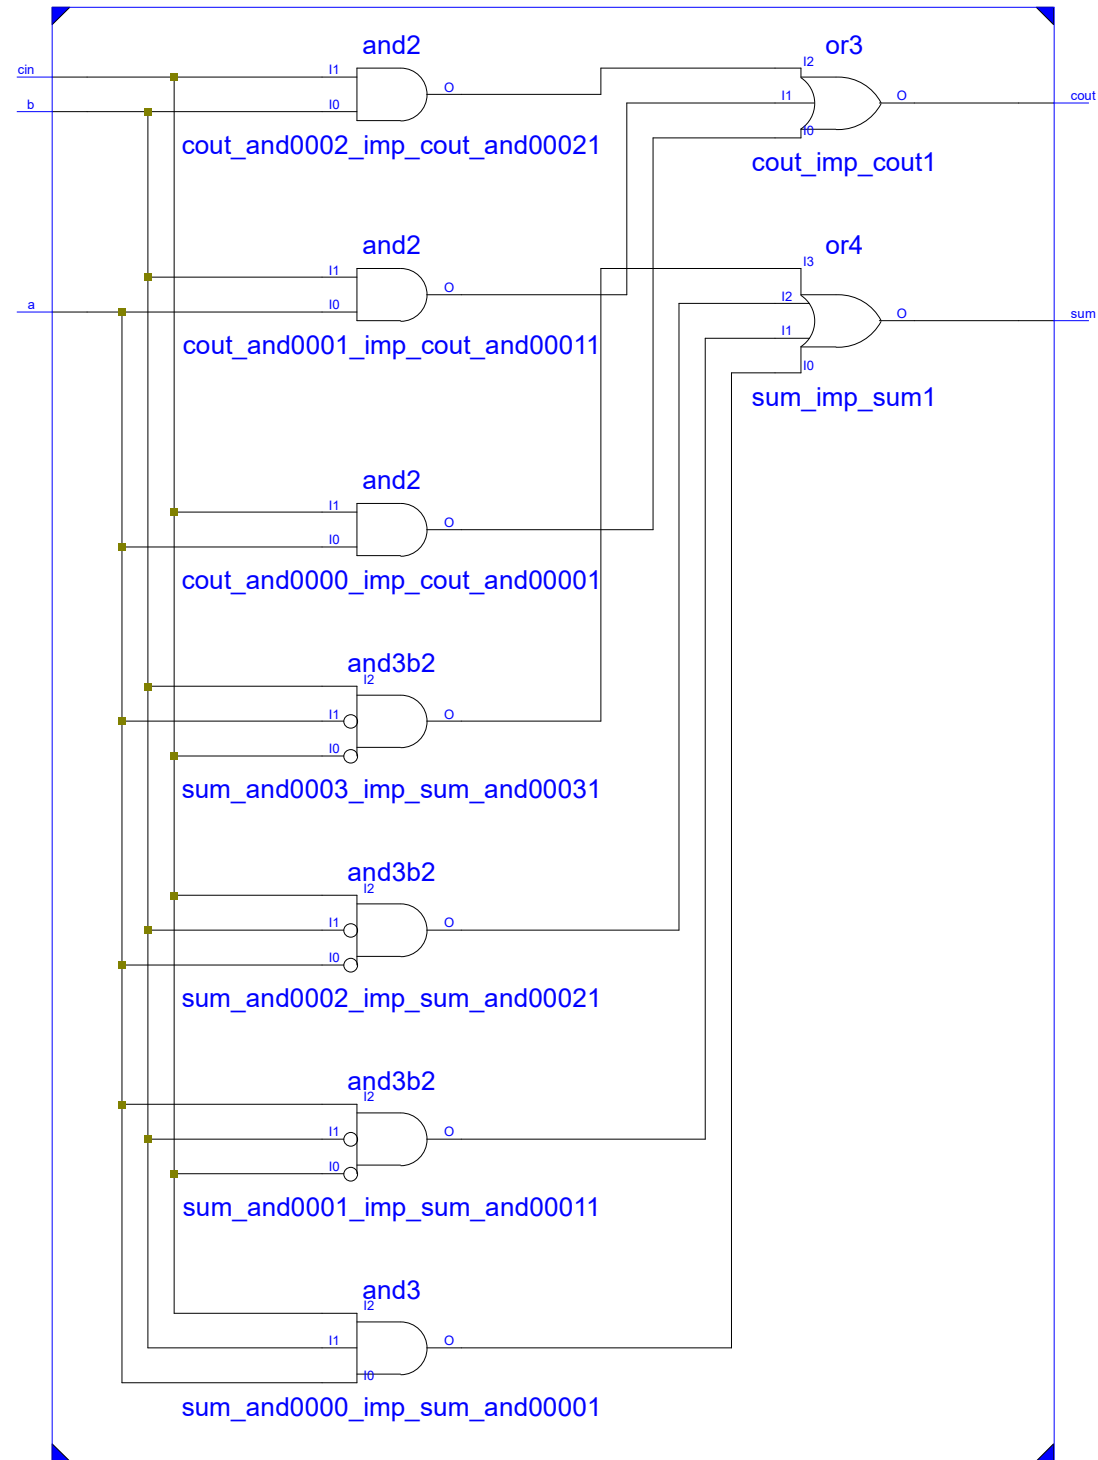 and2
or3
cin
I1
O
I2
b
I0
I1
O
cout
I0
cout_and0002_imp_cout_and00021
cout_imp_cout1
and2
or4
I3
I1
O
I2
a
I0
I1
O
sum
cout_and0001_imp_cout_and00011
I0
sum_imp_sum1
and2
I1
O
I0
cout_and0000_imp_cout_and00001
and3b2
I2
I1
O
I0
sum_and0003_imp_sum_and00031
and3b2
I2
I1
O
I0
sum_and0002_imp_sum_and00021
and3b2
I2
I1
O
I0
sum_and0001_imp_sum_and00011
and3
I2
I1
O
I0
sum_and0000_imp_sum_and00001